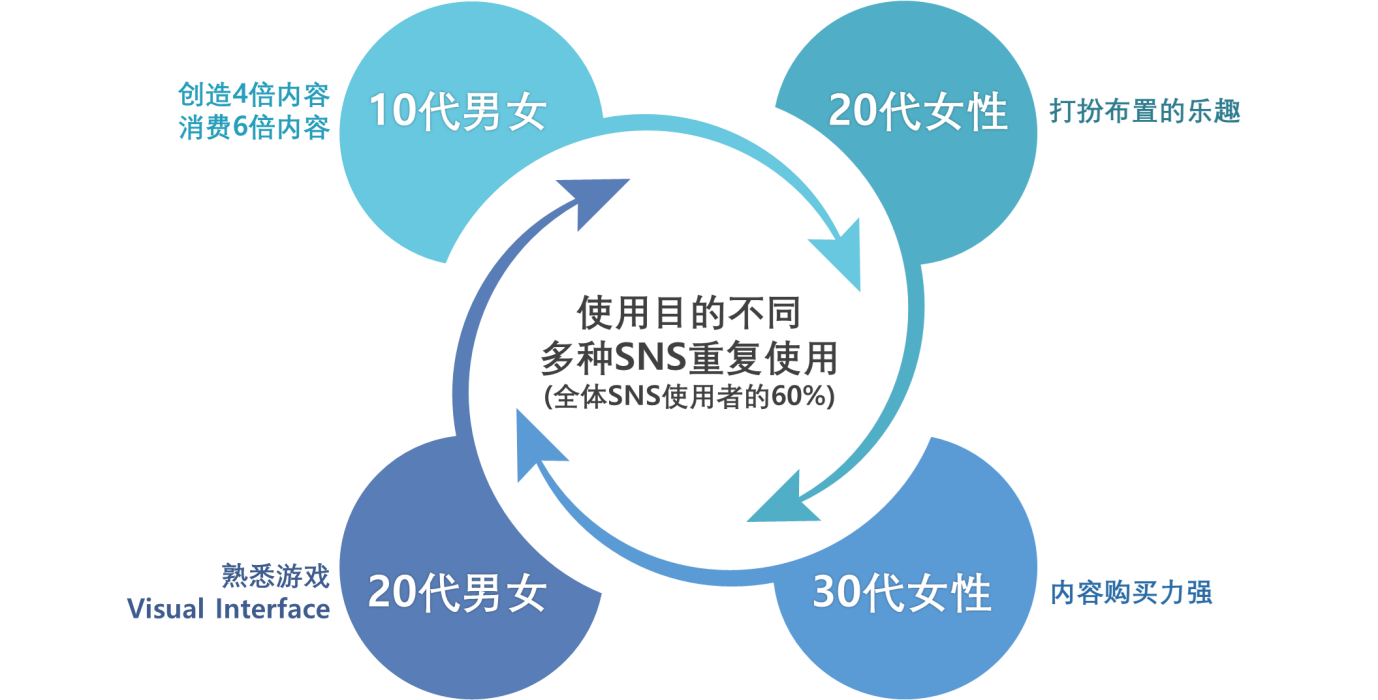 创造4倍内容
消费6倍内容
10代男女
20代女性
打扮布置的乐趣
使用目的不同
多种SNS重复使用
(全体SNS使用者的60%)
熟悉游戏
Visual Interface
20代男女
30代女性
内容购买力强